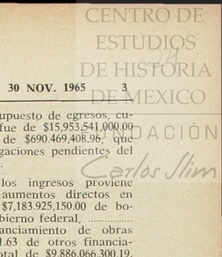 CENTRO DE
ESTUDIOS
DE HISTORIA
DE MEXICO
FUNDACIÓN
Carlos Slim
30 NOV. 1965 3
upuesto de egresos, cu-
fue de $15,953,541,000.00
de $690.469,408.96, que
gaciones pendientes del
los ingresos proviene
aumentos directos en
$7,183.925,150.00 de bo-
bierno federal, ...............
anciamiento de obras
1.63 de otros financia-
otal de $9.886,066,300.19.